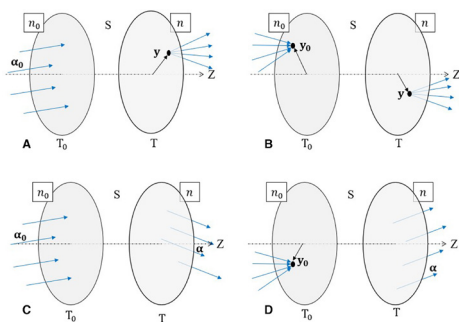 n₀ S n
α₀ y Z
A T₀ T
n₀ S n
y₀ y Z
B T₀ T
n₀ S n
α₀ α Z
C T₀ T
n₀ S n
y₀ α Z
D T₀ T